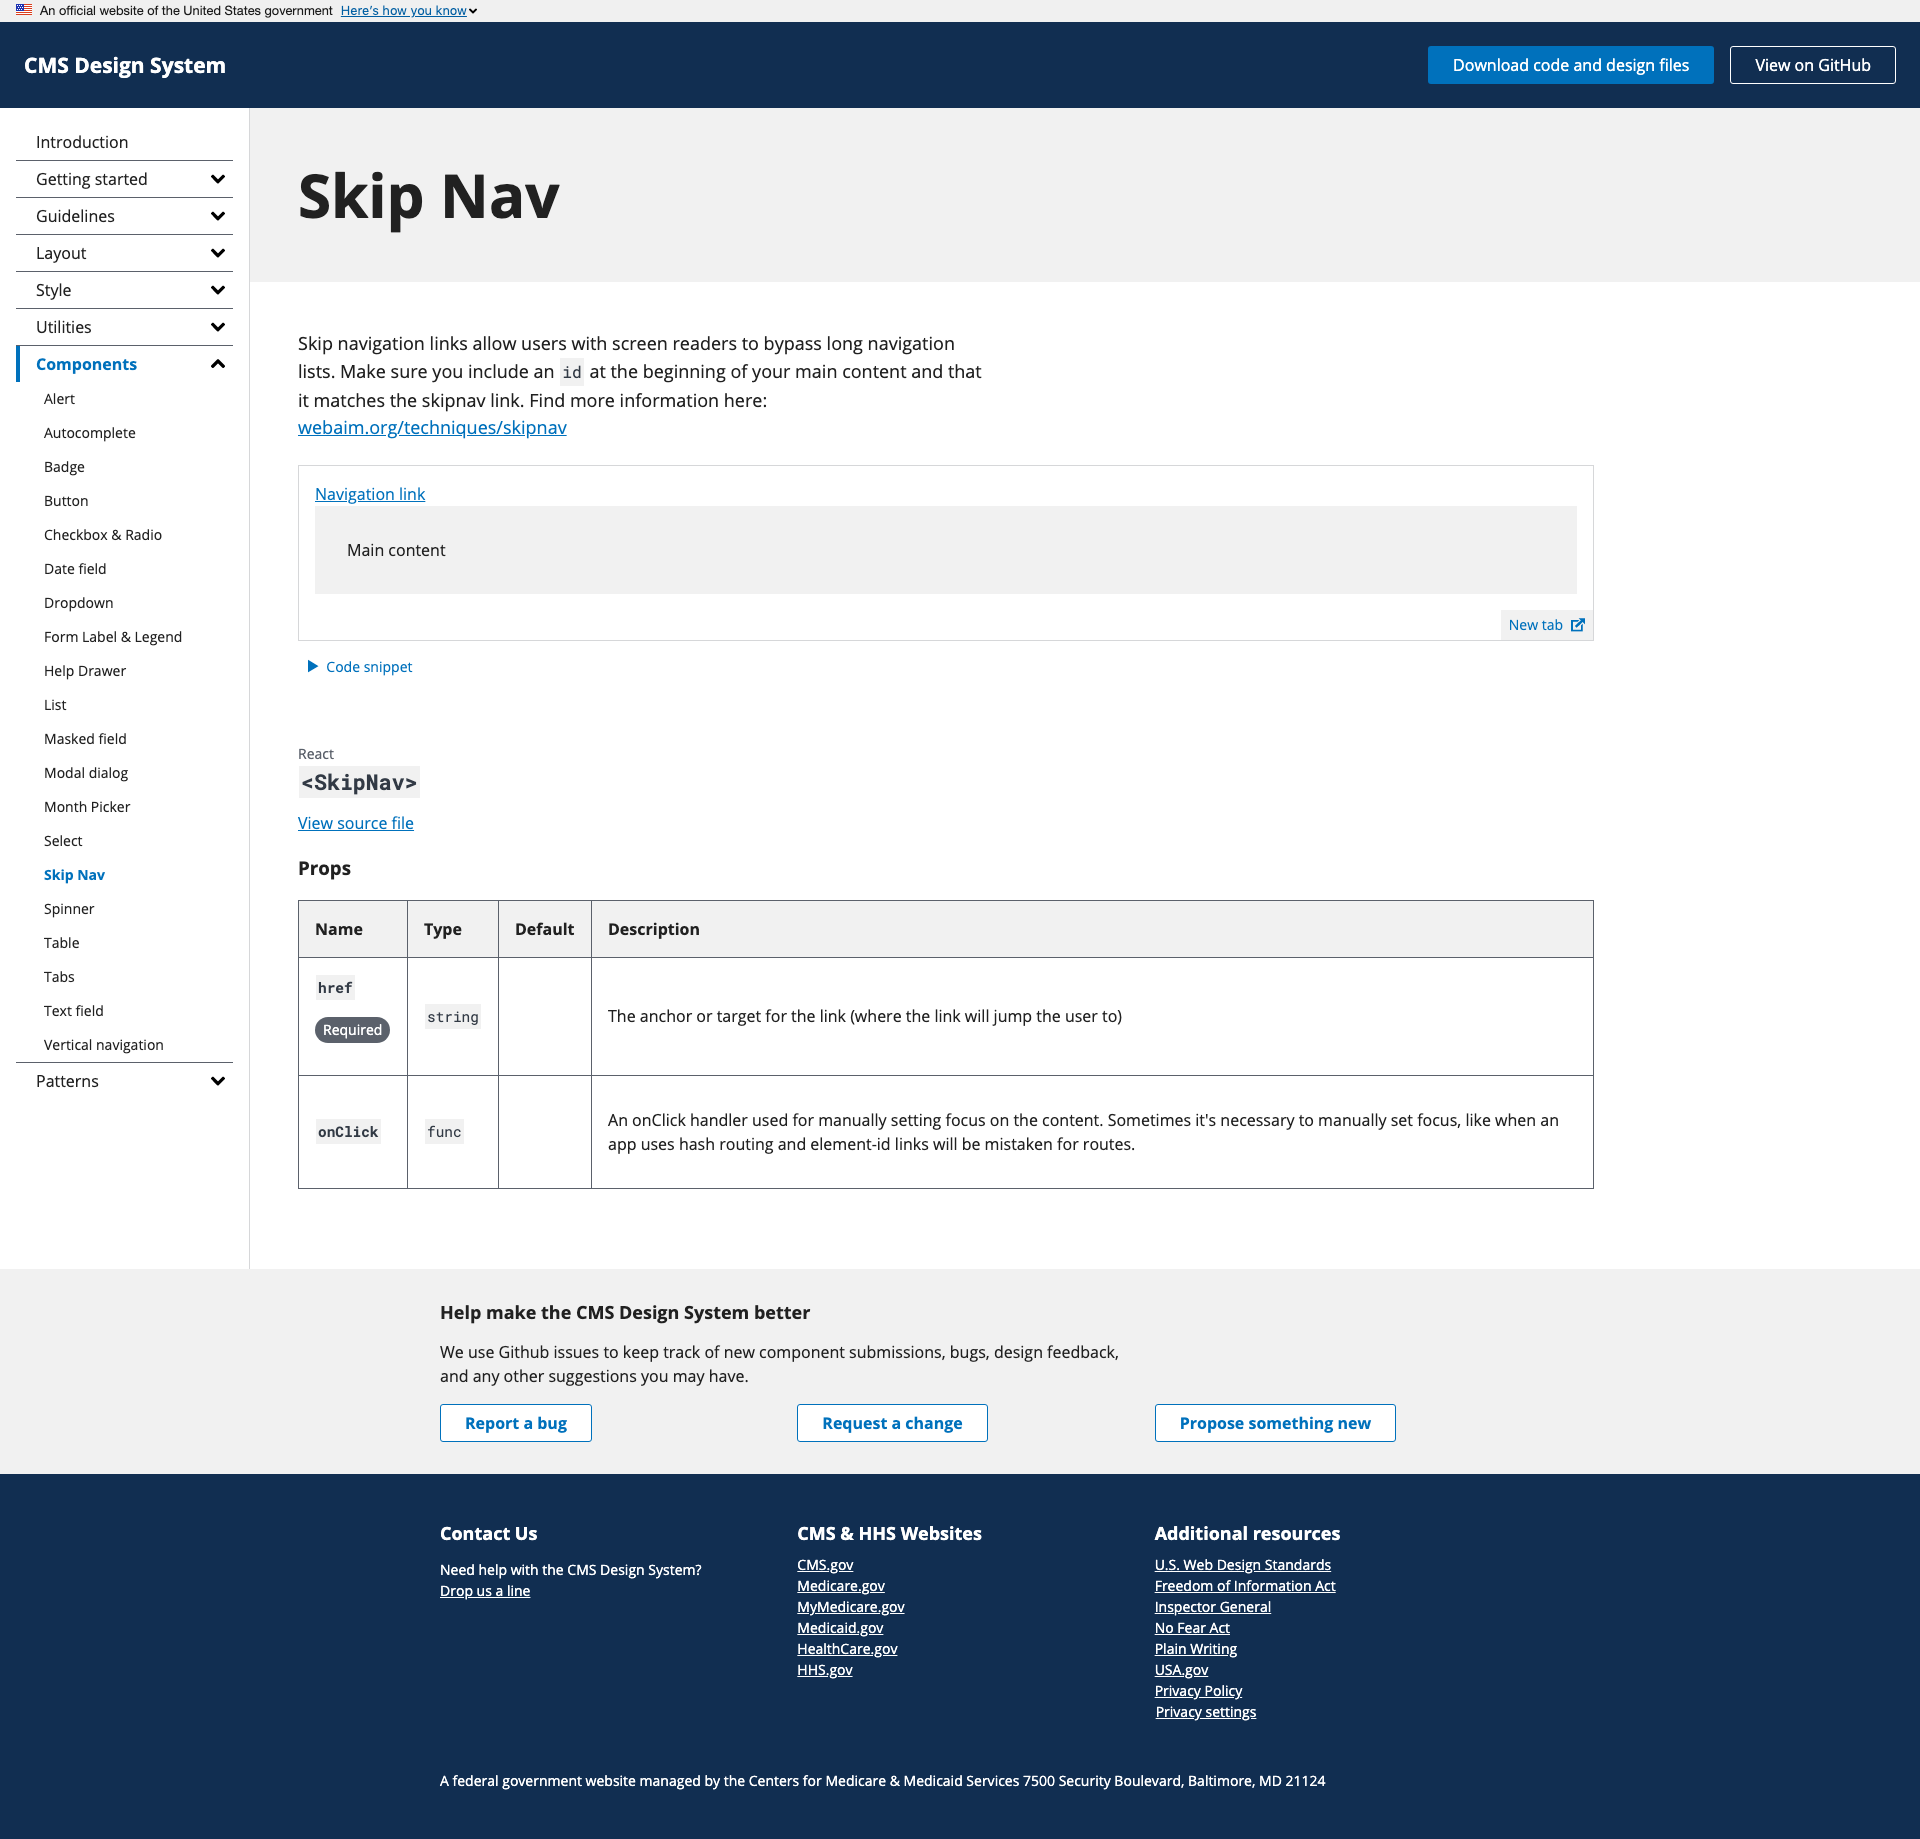 An official website of the United States government Here's how you know
CMS Design System
Download code and design files
View on GitHub
Introduction
Getting started
Guidelines
Layout
Style
Utilities
Components
Alert
Autocomplete
Badge
Button
Checkbox & Radio
Date field
Dropdown
Form Label & Legend
Help Drawer
List
Masked field
Modal dialog
Month Picker
Select
Skip Nav
Spinner
Table
Tabs
Text field
Vertical navigation
Patterns
Skip Nav
Skip navigation links allow users with screen readers to bypass long navigation
lists. Make sure you include an id at the beginning of your main content and that
it matches the skipnav link. Find more information here:
webaim.org/techniques/skipnav
Navigation link
Main content
New tab
Code snippet
React
<SkipNav>
View source file
Props
Name Type Default Description
href
Required
string
The anchor or target for the link (where the link will jump the user to)
onClick
func
An onClick handler used for manually setting focus on the content. Sometimes it's necessary to manually set focus, like when an
app uses hash routing and element-id links will be mistaken for routes.
Help make the CMS Design System better
We use Github issues to keep track of new component submissions, bugs, design feedback,
and any other suggestions you may have.
Report a bug
Request a change
Propose something new
Contact Us
Need help with the CMS Design System?
Drop us a line
CMS & HHS Websites
CMS.gov
Medicare.gov
MyMedicare.gov
Medicaid.gov
HealthCare.gov
HHS.gov
Additional resources
U.S. Web Design Standards
Freedom of Information Act
Inspector General
No Fear Act
Plain Writing
USA.gov
Privacy Policy
Privacy settings
A federal government website managed by the Centers for Medicare & Medicaid Services 7500 Security Boulevard, Baltimore, MD 21124